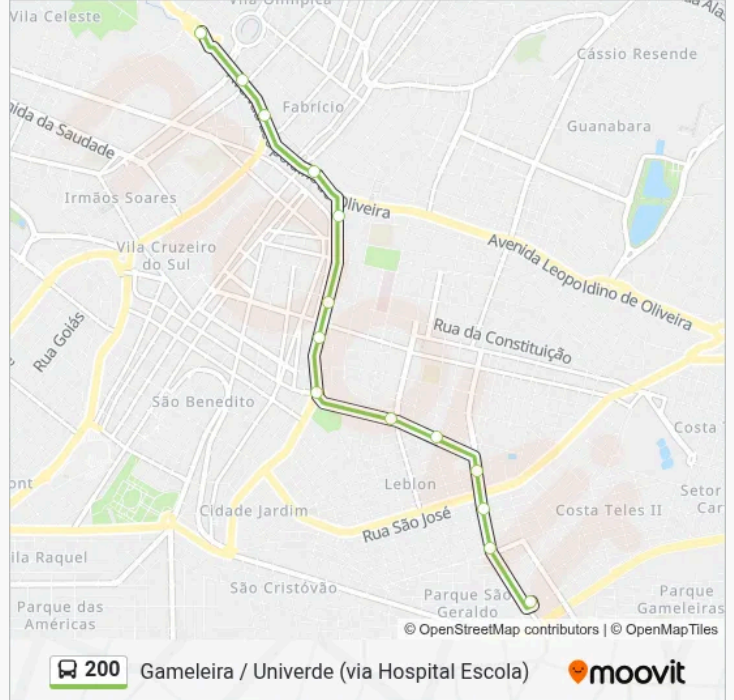 Vila Celeste
Vila Olímpica
Cássio Resende
Fabrício
Guanabara
nida da Saudade
Irmãos Soares
Oliveira
Vila Cruzeiro
do Sul
Avenida Leopoldino de Oliveira
Rua Goiás
Rua da Constituição
São Benedito
Costa
Leblon
ont
Setor
Car
Cidade Jardim
Costa Teles II
Rua São José
ila Raquel
São Cristóvão
Parque São
Geraldo
Parque
Gameleiras
Parque das
Américas
© OpenStreetMap contributors | © OpenMapTiles
200 Gameleira / Univerde (via Hospital Escola) moovit